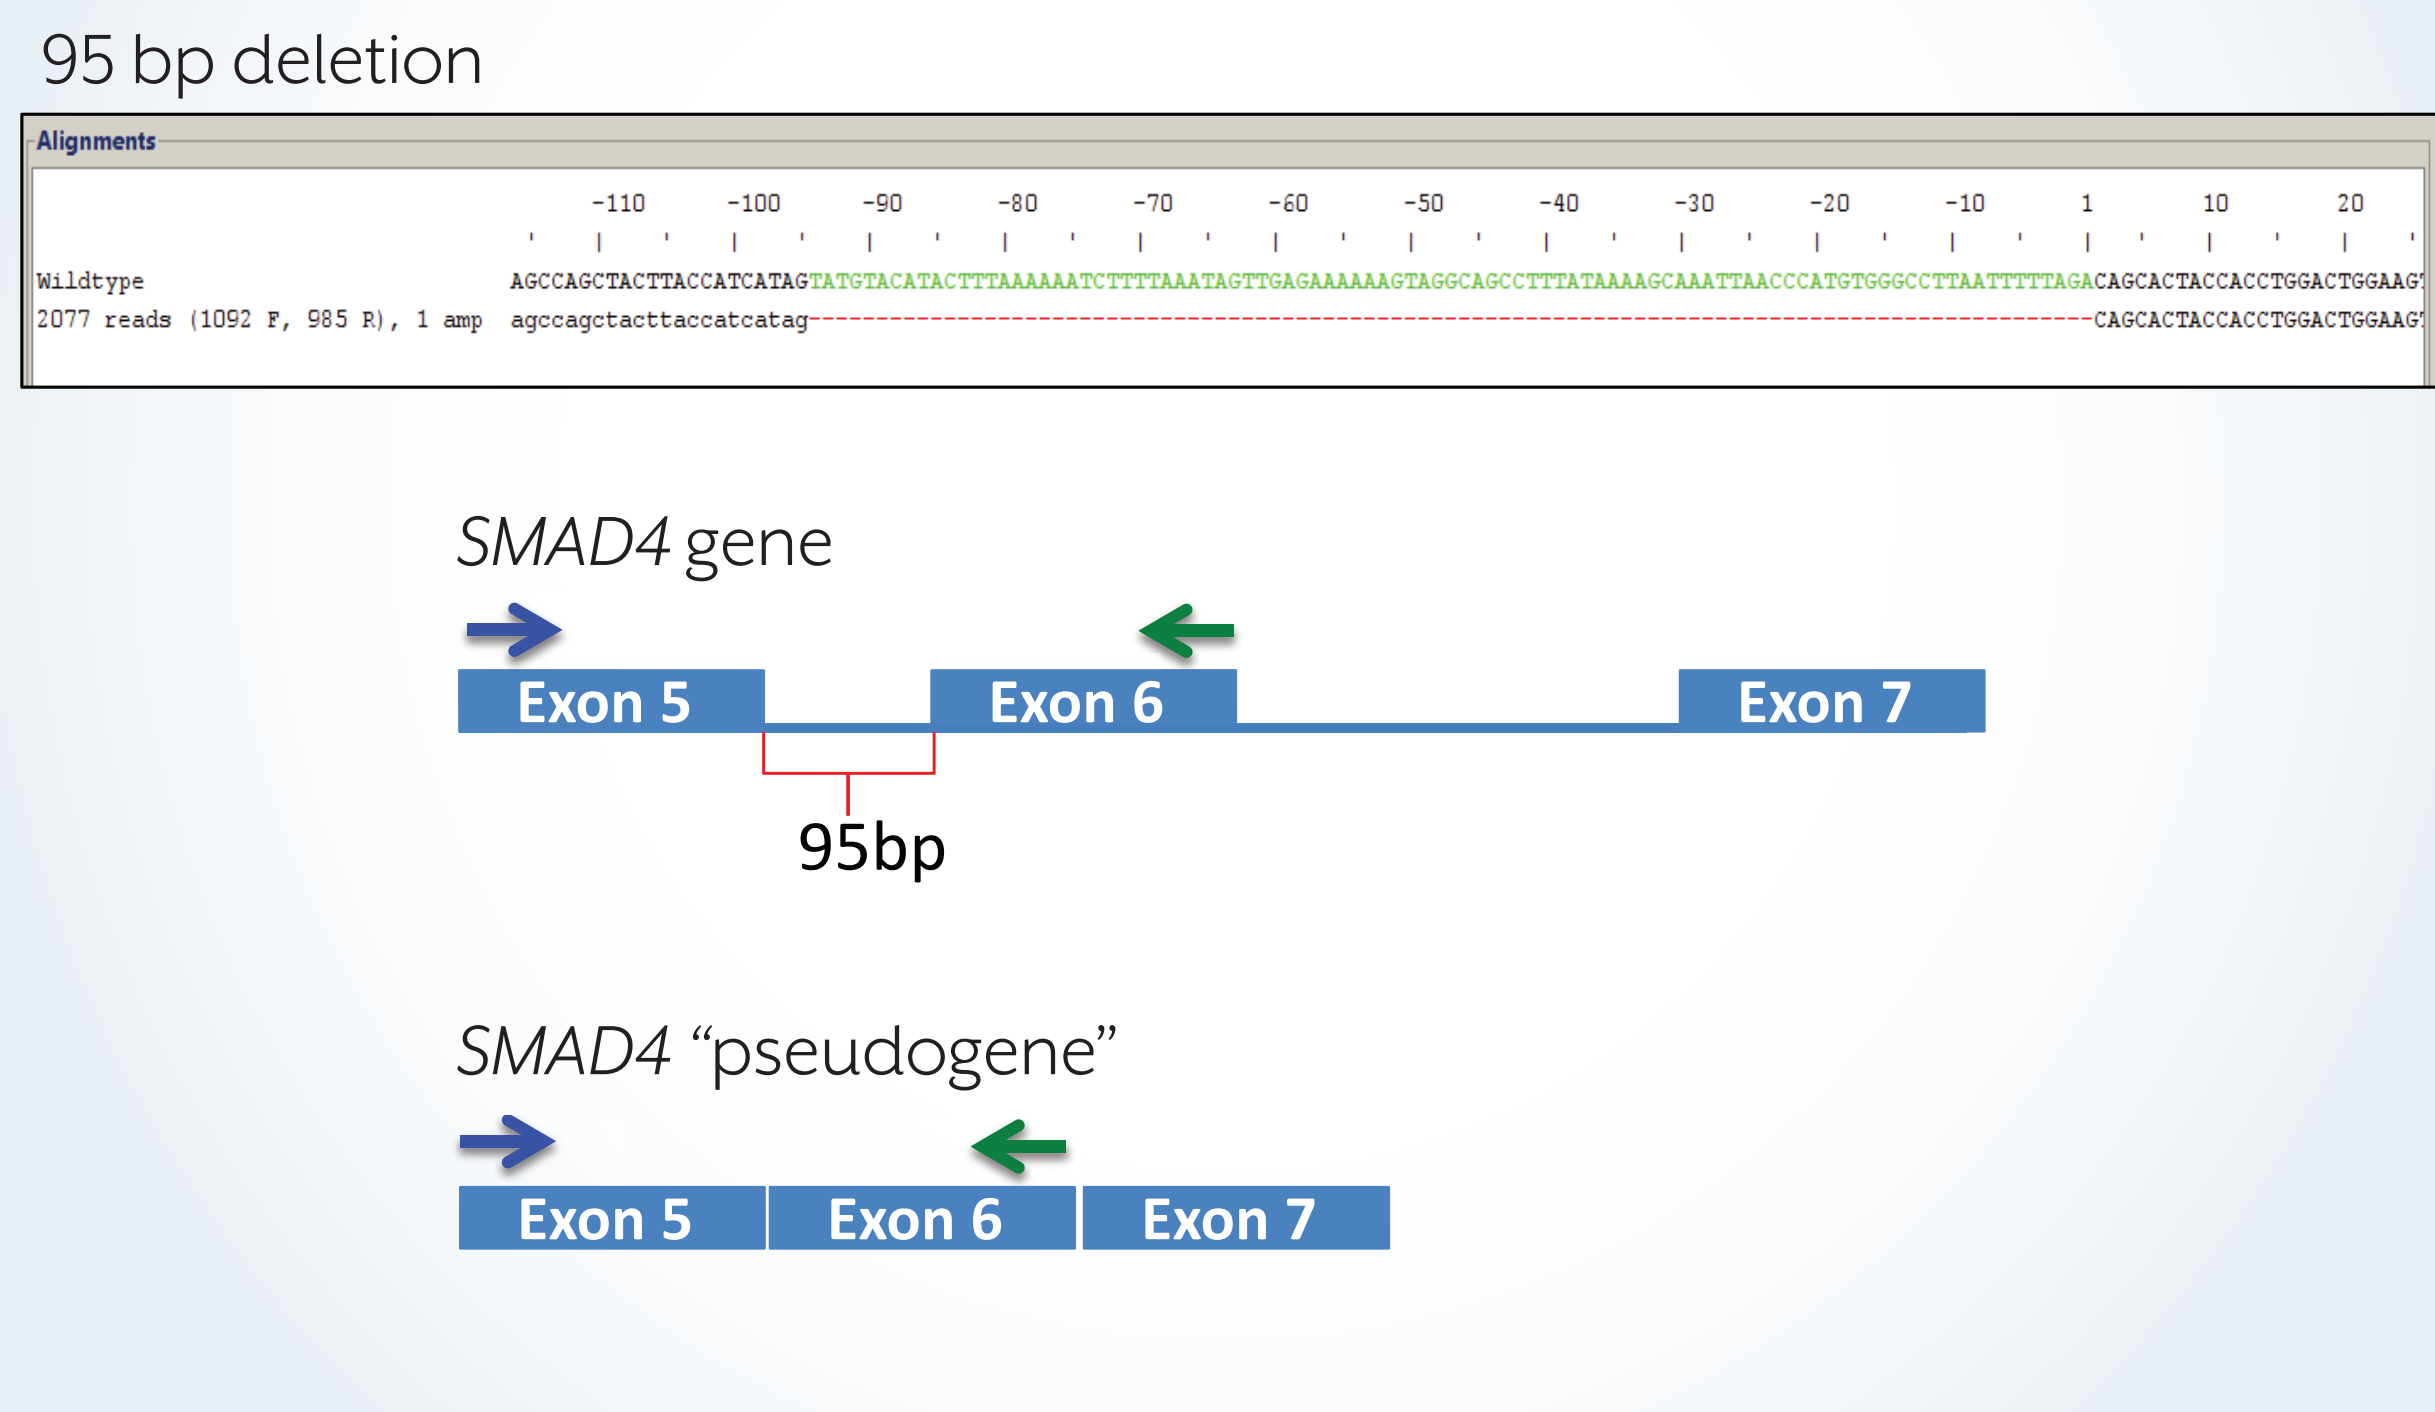 95 bp deletion
Alignments
-110 -100 -90 -80 -70 -60 -50 -40 -30 -20 -10 1 10 20
Wildtype AGCCAGCTACTTACCATCATAGTATGTACATACTTTAAAAAATCTTTTAAATAGTTGAGAAAAAAGTAGGCAGCCTTTATAAAAGCAAATTAACCCATGTGGGCCTTAATTTTTAGACAGCACTACCACCTGGACTGGAAGT
2077 reads (1092 F, 985 R), 1 amp agccagctacttaccatcatag-----------------------------------------------------------------------------------------------CAGCACTACCACCTGGACTGGAAGT
SMAD4 gene
Exon 5 Exon 6 Exon 7
95bp
SMAD4 “pseudogene”
Exon 5 Exon 6 Exon 7